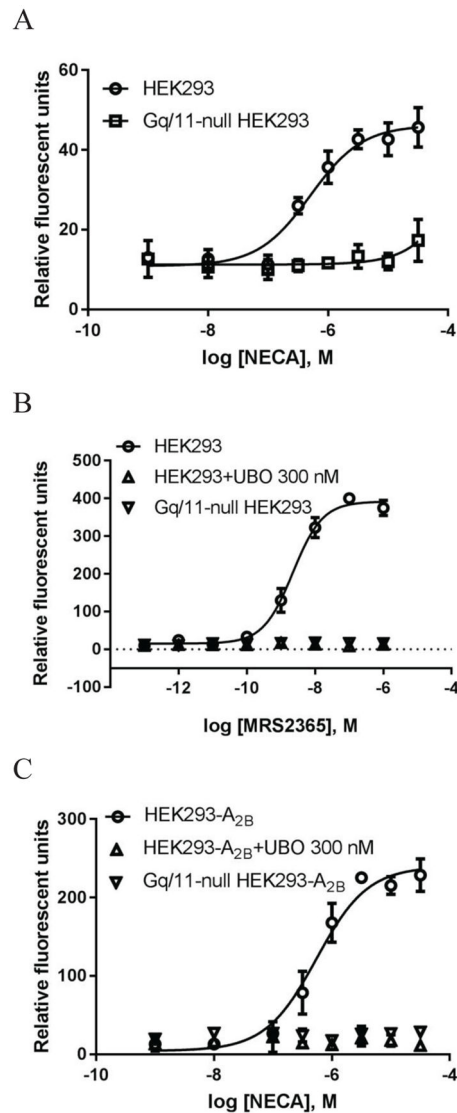 A
60
HEK293
Gq/11-null HEK293
40
20
0
-10
-8
-6
-4
Relative fluorescent units
log [NECA], M
B
HEK293
HEK293+UBO 300 nM
Gq/11-null HEK293
500
400
300
200
100
0
-100
-12
-10
-8
-6
-4
Relative fluorescent units
log [MRS2365], M
C
300
HEK293-A2B
HEK293-A2B+UBO 300 nM
Gq/11-null HEK293-A2B
200
100
0
-10
-8
-6
-4
Relative fluorescent units
log [NECA], M